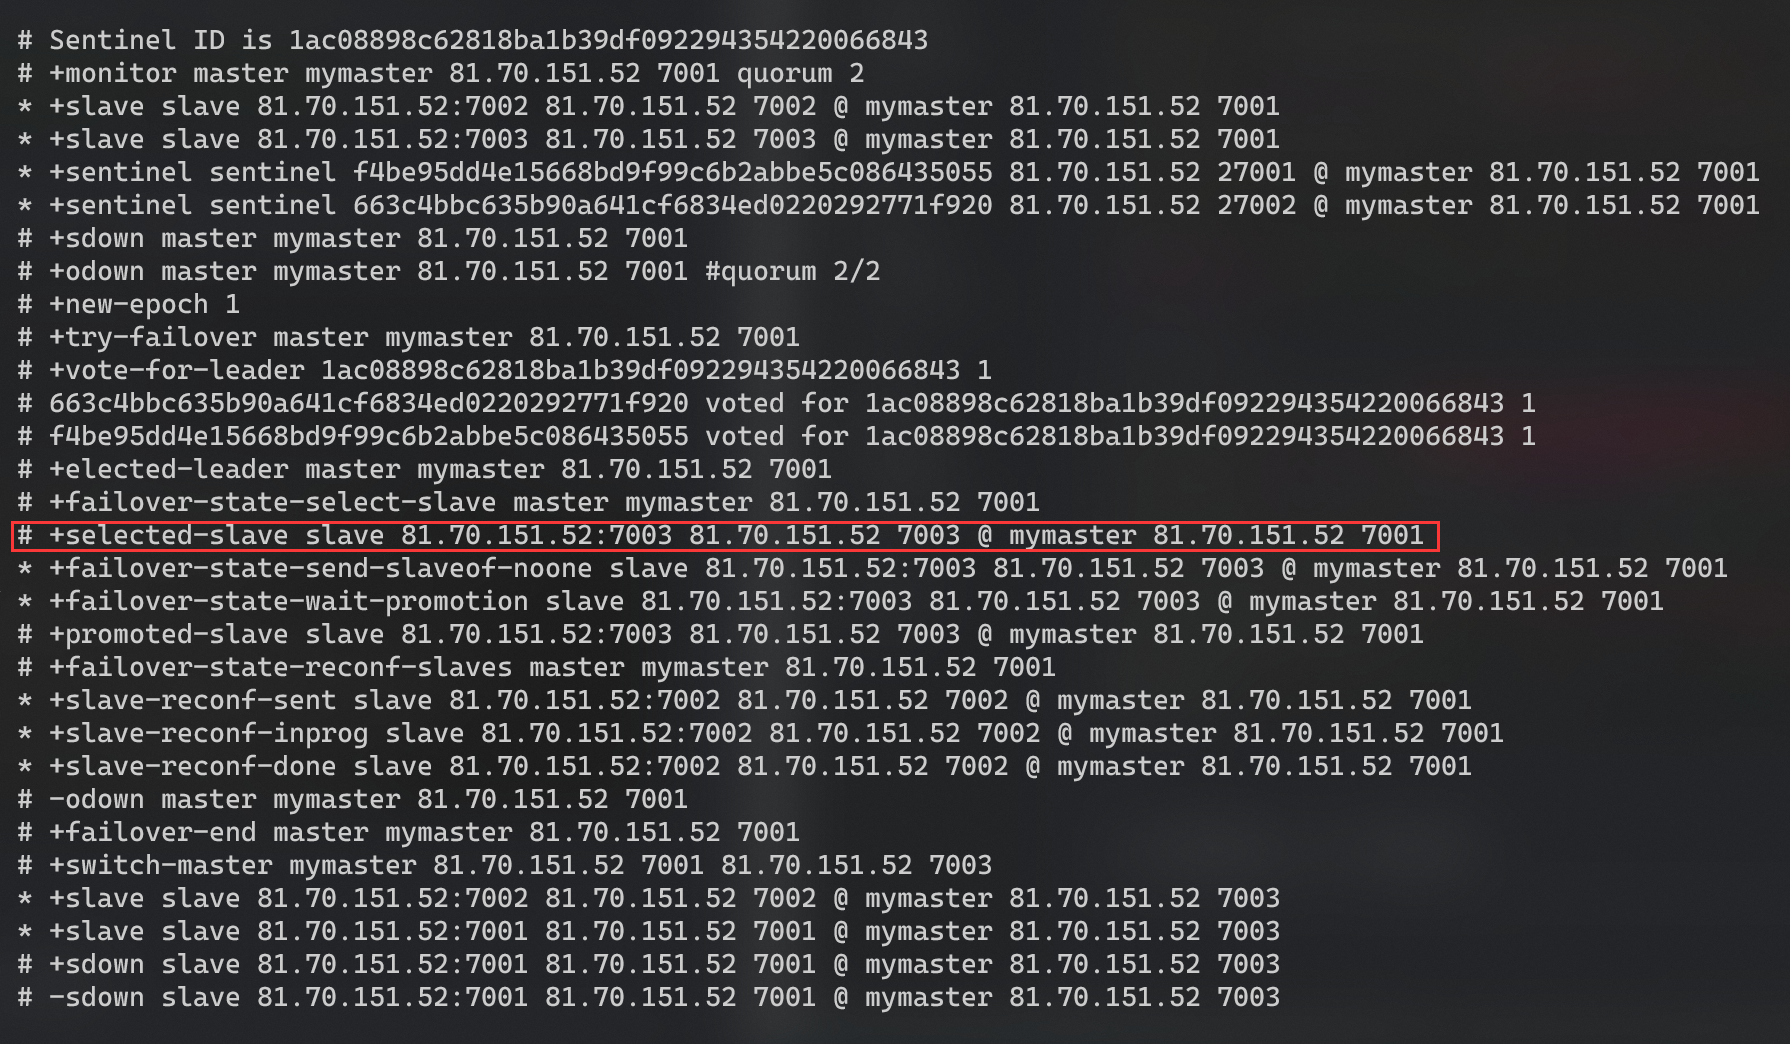 # Sentinel ID is 1ac08898c62818ba1b39df092294354220066843
# +monitor master mymaster 81.70.151.52 7001 quorum 2
* +slave slave 81.70.151.52:7002 81.70.151.52 7002 @ mymaster 81.70.151.52 7001
* +slave slave 81.70.151.52:7003 81.70.151.52 7003 @ mymaster 81.70.151.52 7001
* +sentinel sentinel f4be95dd4e15668bd9f99c6b2abbe5c086435055 81.70.151.52 27001 @ mymaster 81.70.151.52 7001
* +sentinel sentinel 663c4bbc635b90a641cf6834ed0220292771f920 81.70.151.52 27002 @ mymaster 81.70.151.52 7001
# +sdown master mymaster 81.70.151.52 7001
# +odown master mymaster 81.70.151.52 7001 #quorum 2/2
# +new-epoch 1
# +try-failover master mymaster 81.70.151.52 7001
# +vote-for-leader 1ac08898c62818ba1b39df092294354220066843 1
# 663c4bbc635b90a641cf6834ed0220292771f920 voted for 1ac08898c62818ba1b39df092294354220066843 1
# f4be95dd4e15668bd9f99c6b2abbe5c086435055 voted for 1ac08898c62818ba1b39df092294354220066843 1
# +elected-leader master mymaster 81.70.151.52 7001
# +failover-state-select-slave master mymaster 81.70.151.52 7001
# +selected-slave slave 81.70.151.52:7003 81.70.151.52 7003 @ mymaster 81.70.151.52 7001
* +failover-state-send-slaveof-noone slave 81.70.151.52:7003 81.70.151.52 7003 @ mymaster 81.70.151.52 7001
* +failover-state-wait-promotion slave 81.70.151.52:7003 81.70.151.52 7003 @ mymaster 81.70.151.52 7001
# +promoted-slave slave 81.70.151.52:7003 81.70.151.52 7003 @ mymaster 81.70.151.52 7001
# +failover-state-reconf-slaves master mymaster 81.70.151.52 7001
* +slave-reconf-sent slave 81.70.151.52:7002 81.70.151.52 7002 @ mymaster 81.70.151.52 7001
* +slave-reconf-inprog slave 81.70.151.52:7002 81.70.151.52 7002 @ mymaster 81.70.151.52 7001
* +slave-reconf-done slave 81.70.151.52:7002 81.70.151.52 7002 @ mymaster 81.70.151.52 7001
# -odown master mymaster 81.70.151.52 7001
# +failover-end master mymaster 81.70.151.52 7001
# +switch-master mymaster 81.70.151.52 7001 81.70.151.52 7003
* +slave slave 81.70.151.52:7002 81.70.151.52 7002 @ mymaster 81.70.151.52 7003
* +slave slave 81.70.151.52:7001 81.70.151.52 7001 @ mymaster 81.70.151.52 7003
# +sdown slave 81.70.151.52:7001 81.70.151.52 7001 @ mymaster 81.70.151.52 7003
# -sdown slave 81.70.151.52:7001 81.70.151.52 7001 @ mymaster 81.70.151.52 7003